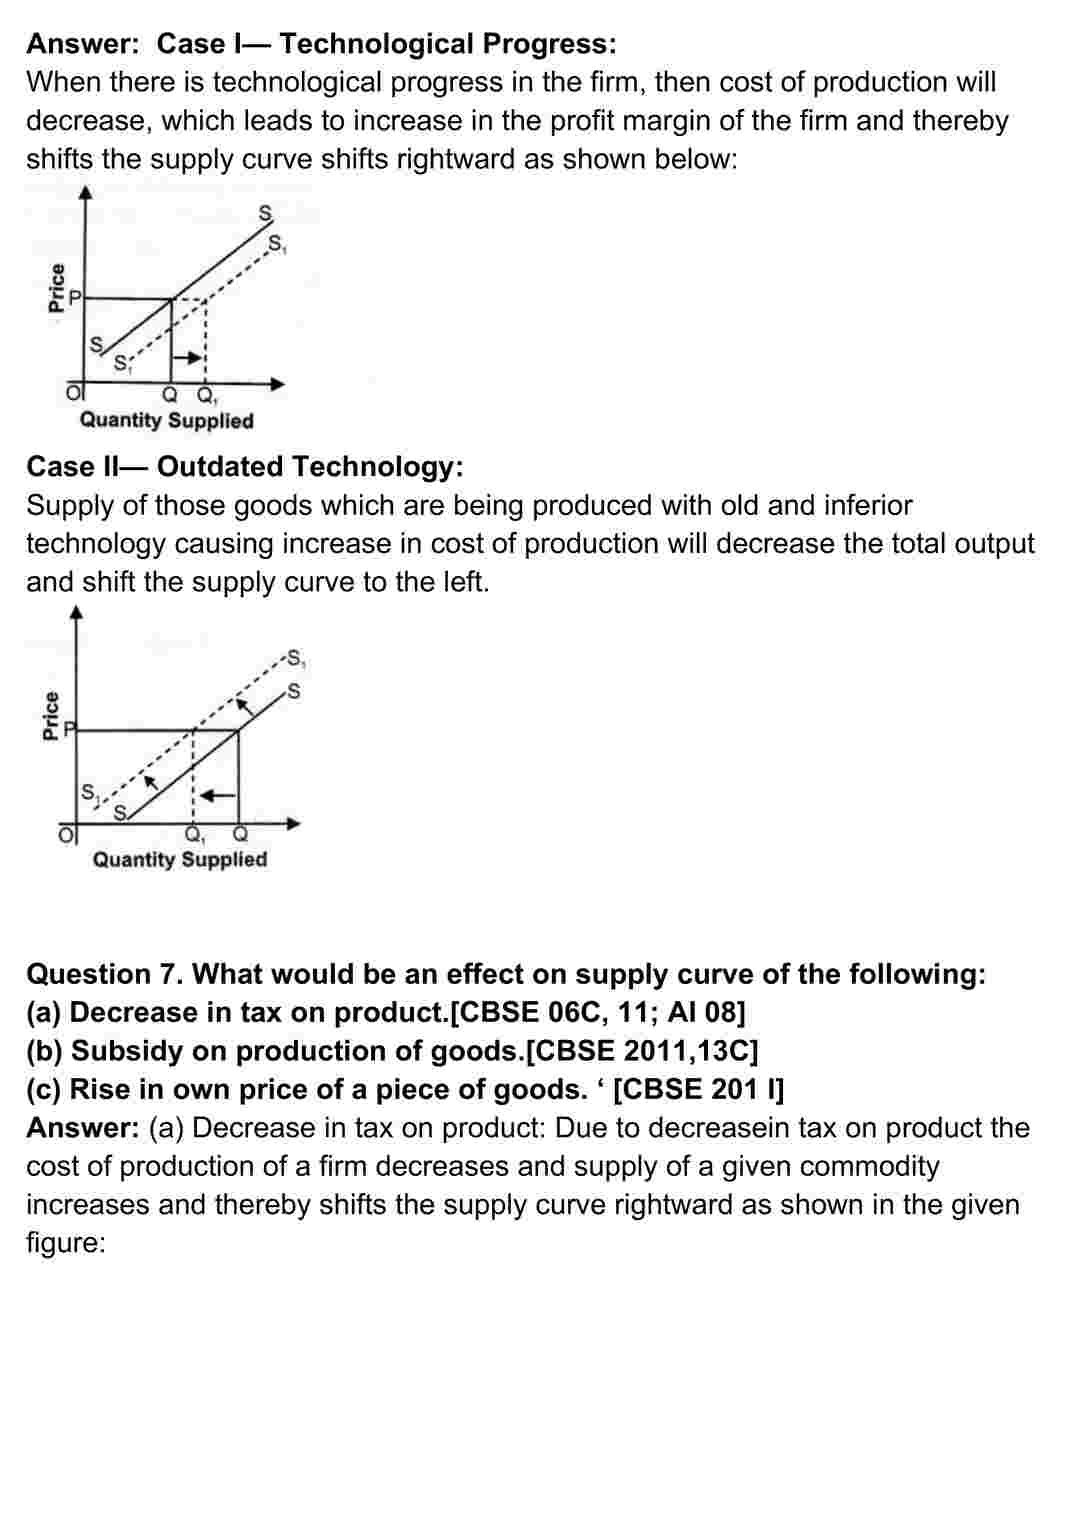 Answer:  Case I— Technological Progress:
When there is technological progress in the firm, then cost of production will
decrease, which leads to increase in the profit margin of the firm and thereby
shifts the supply curve shifts rightward as shown below:
S
S₁
Price
P
S
S₁
O
Q Q₁
Quantity Supplied
Case II— Outdated Technology:
Supply of those goods which are being produced with old and inferior
technology causing increase in cost of production will decrease the total output
and shift the supply curve to the left.
S₁
S
Price
P
S₁
S
O
Q₁ Q
Quantity Supplied
Question 7. What would be an effect on supply curve of the following:
(a) Decrease in tax on product.[CBSE 06C, 11; AI 08]
(b) Subsidy on production of goods.[CBSE 2011,13C]
(c) Rise in own price of a piece of goods. ‘ [CBSE 201 I]
Answer: (a) Decrease in tax on product: Due to decreasein tax on product the
cost of production of a firm decreases and supply of a given commodity
increases and thereby shifts the supply curve rightward as shown in the given
figure: